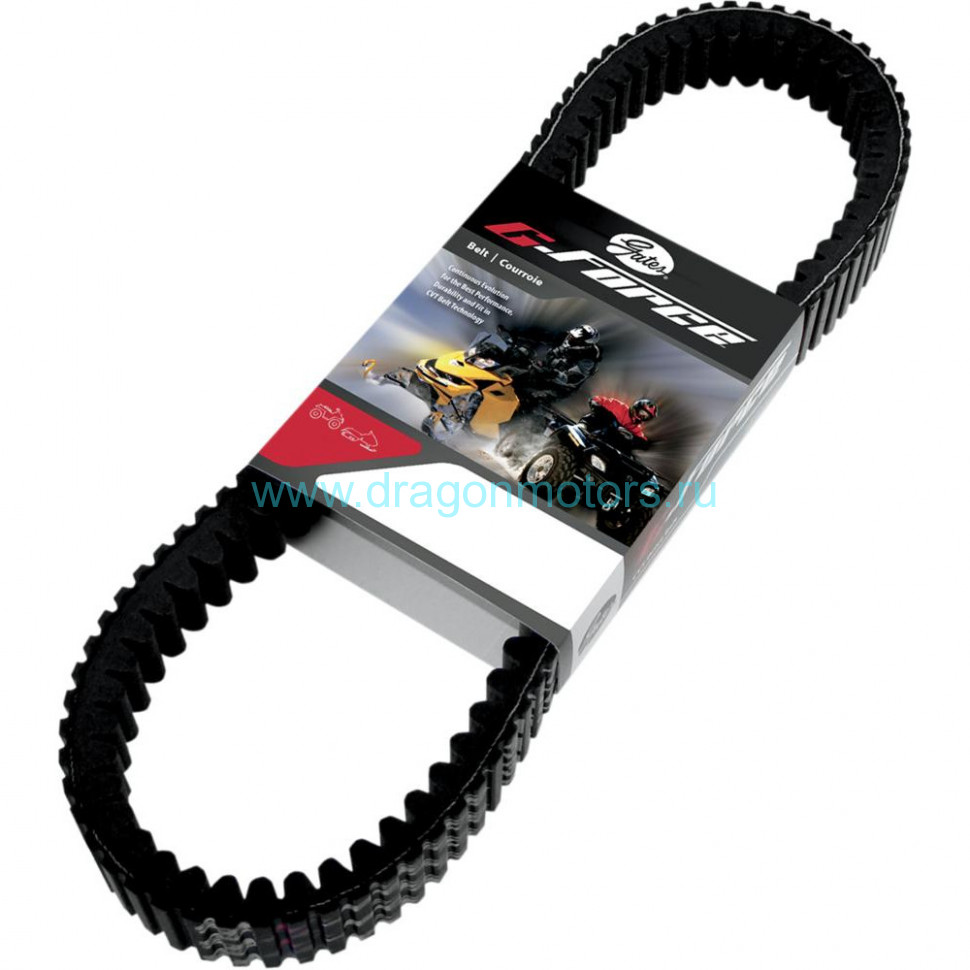 Gates
G-FORCE
Belt | Courroie
Continuous Evolution
for the Best Performance,
Durability and Fit in
CVT Belt Technology
www.dragonmotors.ru